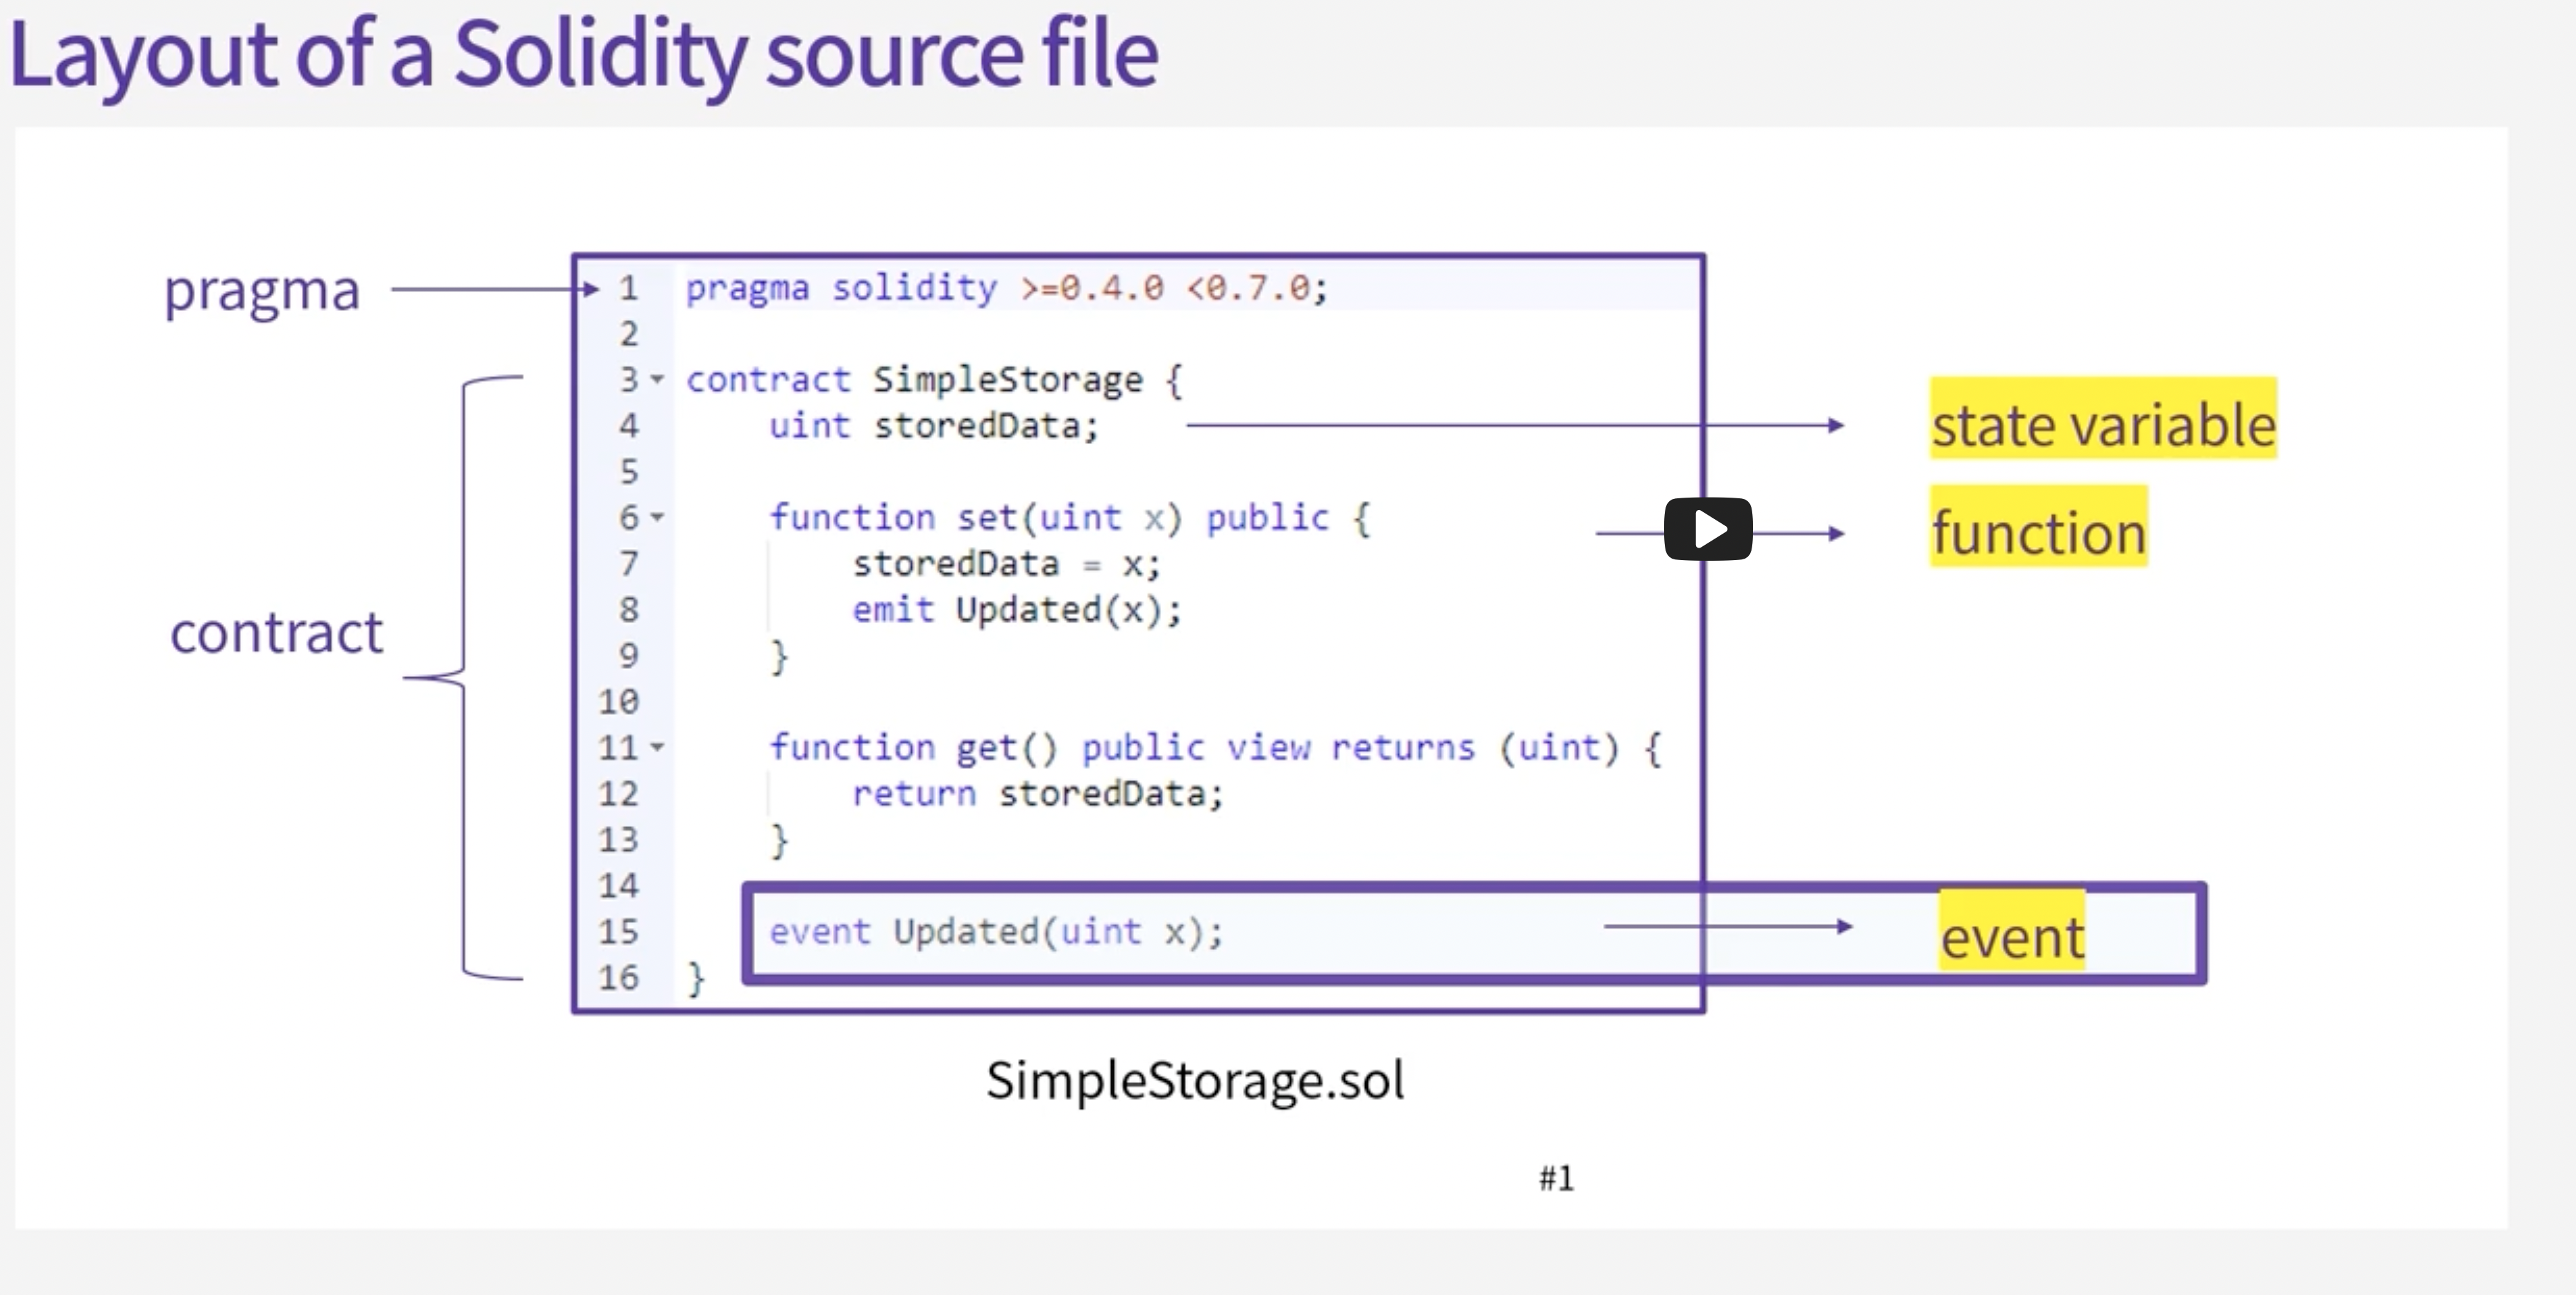 Layout of a Solidity source file
pragma
contract
1 pragma solidity >=0.4.0 <0.7.0;
2
3 contract SimpleStorage {
4     uint storedData;
5
6     function set(uint x) public {
7         storedData = x;
8         emit Updated(x);
9     }
10
11     function get() public view returns (uint) {
12         return storedData;
13     }
14
15     event Updated(uint x);
16 }
state variable
function
event
SimpleStorage.sol
#1